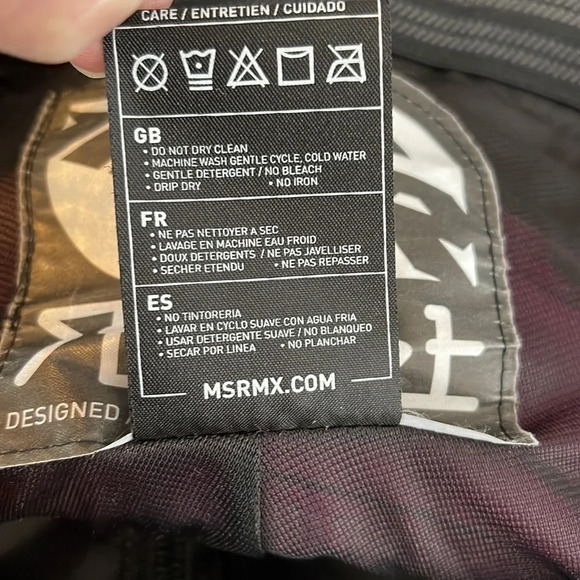 CARE / ENTRETIEN / CUIDADO
GB
• DO NOT DRY CLEAN
• MACHINE WASH GENTLE CYCLE, COLD WATER
• GENTLE DETERGENT / NO BLEACH
• DRIP DRY • NO IRON
FR
• NE PAS NETTOYER A SEC
• LAVAGE EN MACHINE EAU FROID
• DOUX DETERGENTS / NE PAS JAVELLISER
• SECHER ETENDU • NE PAS REPASSER
ES
• NO TINTORERIA
• LAVAR EN CYCLO SUAVE CON AGUA FRIA
• USAR DETERGENTE SUAVE / NO BLANQUEO
• SECAR POR LINEA • NO PLANCHAR
MSRMX.COM
DESIGNED